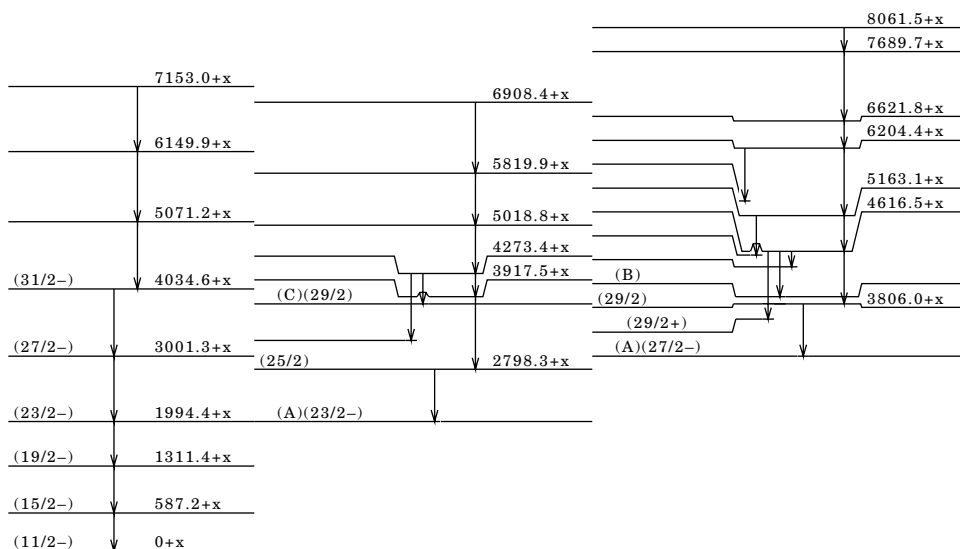 8061.5+x
7689.7+x
7153.0+x
6908.4+x
6621.8+x
6204.4+x
6149.9+x
5819.9+x
5163.1+x
5071.2+x
5018.8+x
4616.5+x
4273.4+x
(31/2−) 4034.6+x
3917.5+x
(B)
(C)(29/2)
(29/2) 3806.0+x
(29/2+)
(27/2−) 3001.3+x
(25/2) 2798.3+x
(A)(27/2−)
(23/2−) 1994.4+x
(A)(23/2−)
(19/2−) 1311.4+x
(15/2−) 587.2+x
(11/2−) 0+x